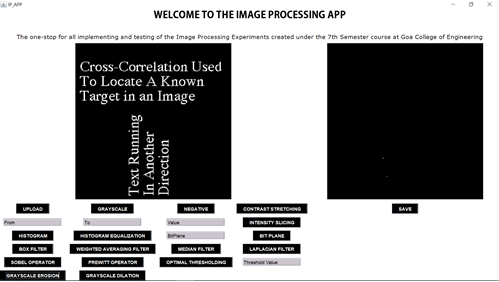 IP_APP
WELCOME TO THE IMAGE PROCESSING APP
The one-stop for all implementing and testing of the Image Processing Experiments created under the 7th Semester course at Goa College of Engineering
Cross-Correlation Used
To Locate A Known
Target in an Image
Text Running
In Another
Direction
UPLOAD GRAYSCALE NEGATIVE CONTRAST STRETCHING SAVE
From To Value INTENSITY SLICING
HISTOGRAM HISTOGRAM EQUALIZATION BitPlane BIT PLANE
BOX FILTER WEIGHTED AVERAGING FILTER MEDIAN FILTER LAPLACIAN FILTER
SOBEL OPERATOR PREWITT OPERATOR OPTIMAL THRESHOLDING Threshold Value
GRAYSCALE EROSION GRAYSCALE DILATION